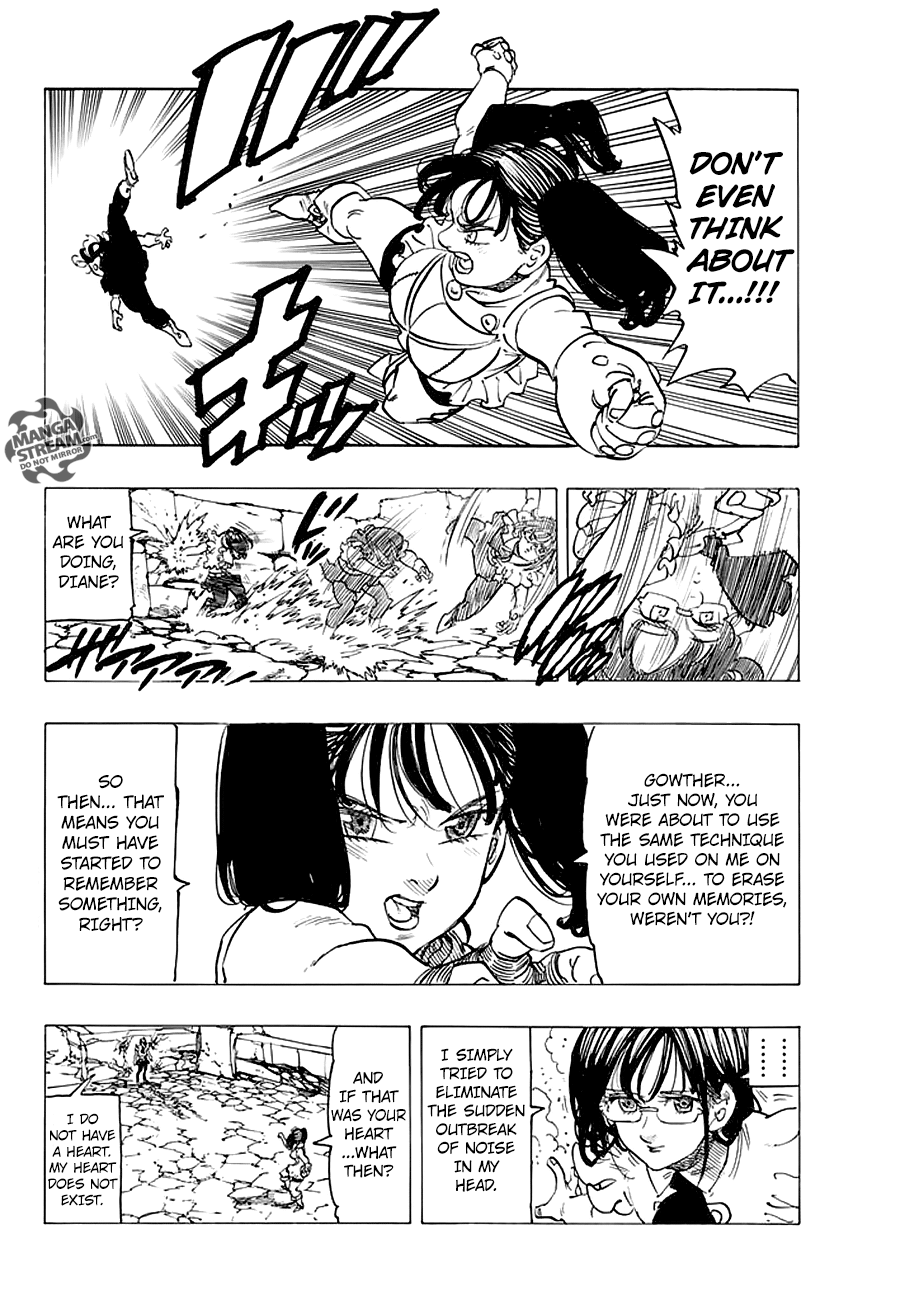 DON'T
EVEN
THINK
ABOUT
IT...!!!
MANGA
STREAM.com
DO NOT MIRROR
WHAT
ARE YOU
DOING,
DIANE?
GOWTHER...
JUST NOW, YOU
WERE ABOUT TO USE
THE SAME TECHNIQUE
YOU USED ON ME ON
YOURSELF... TO ERASE
YOUR OWN MEMORIES,
WEREN'T YOU?!
SO
THEN... THAT
MEANS YOU
MUST HAVE
STARTED TO
REMEMBER
SOMETHING,
RIGHT?
......
I SIMPLY
TRIED TO
ELIMINATE
THE SUDDEN
OUTBREAK
OF NOISE
IN MY
HEAD.
AND
IF THAT
WAS YOUR
HEART
...WHAT
THEN?
I DO
NOT HAVE
A HEART.
MY HEART
DOES NOT
EXIST.